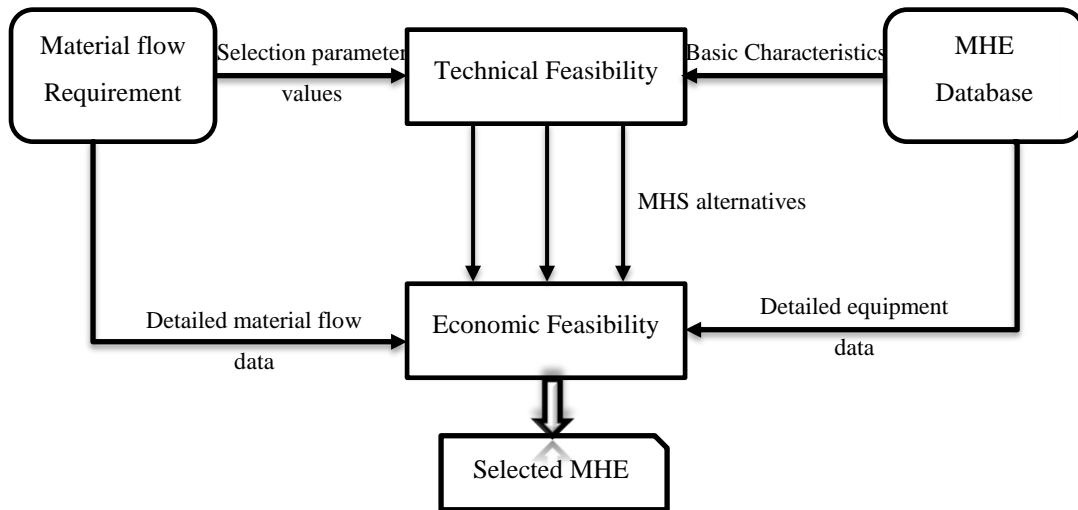 Material flow
Requirement
Selection parameter
values
Technical Feasibility
Basic Characteristics
MHE
Database
MHS alternatives
Detailed material flow
data
Economic Feasibility
Detailed equipment
data
Selected MHE